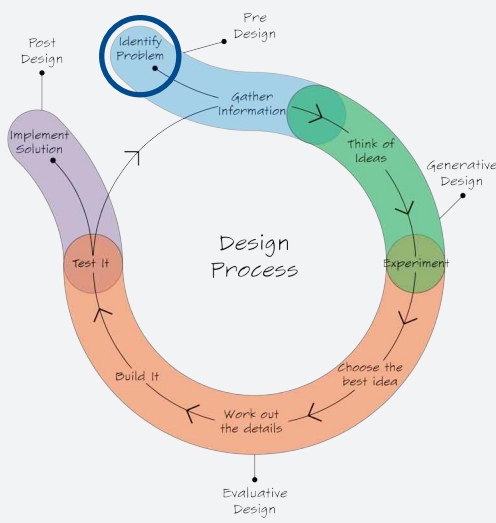 Pre
Design
Identify
Problem
Post
Design
Gather
Information
Implement
Solution
Think of
Ideas
Generative
Design
Design
Process
Test It
Experiment
Choose the
best idea
Build It
Work out
the details
Evaluative
Design